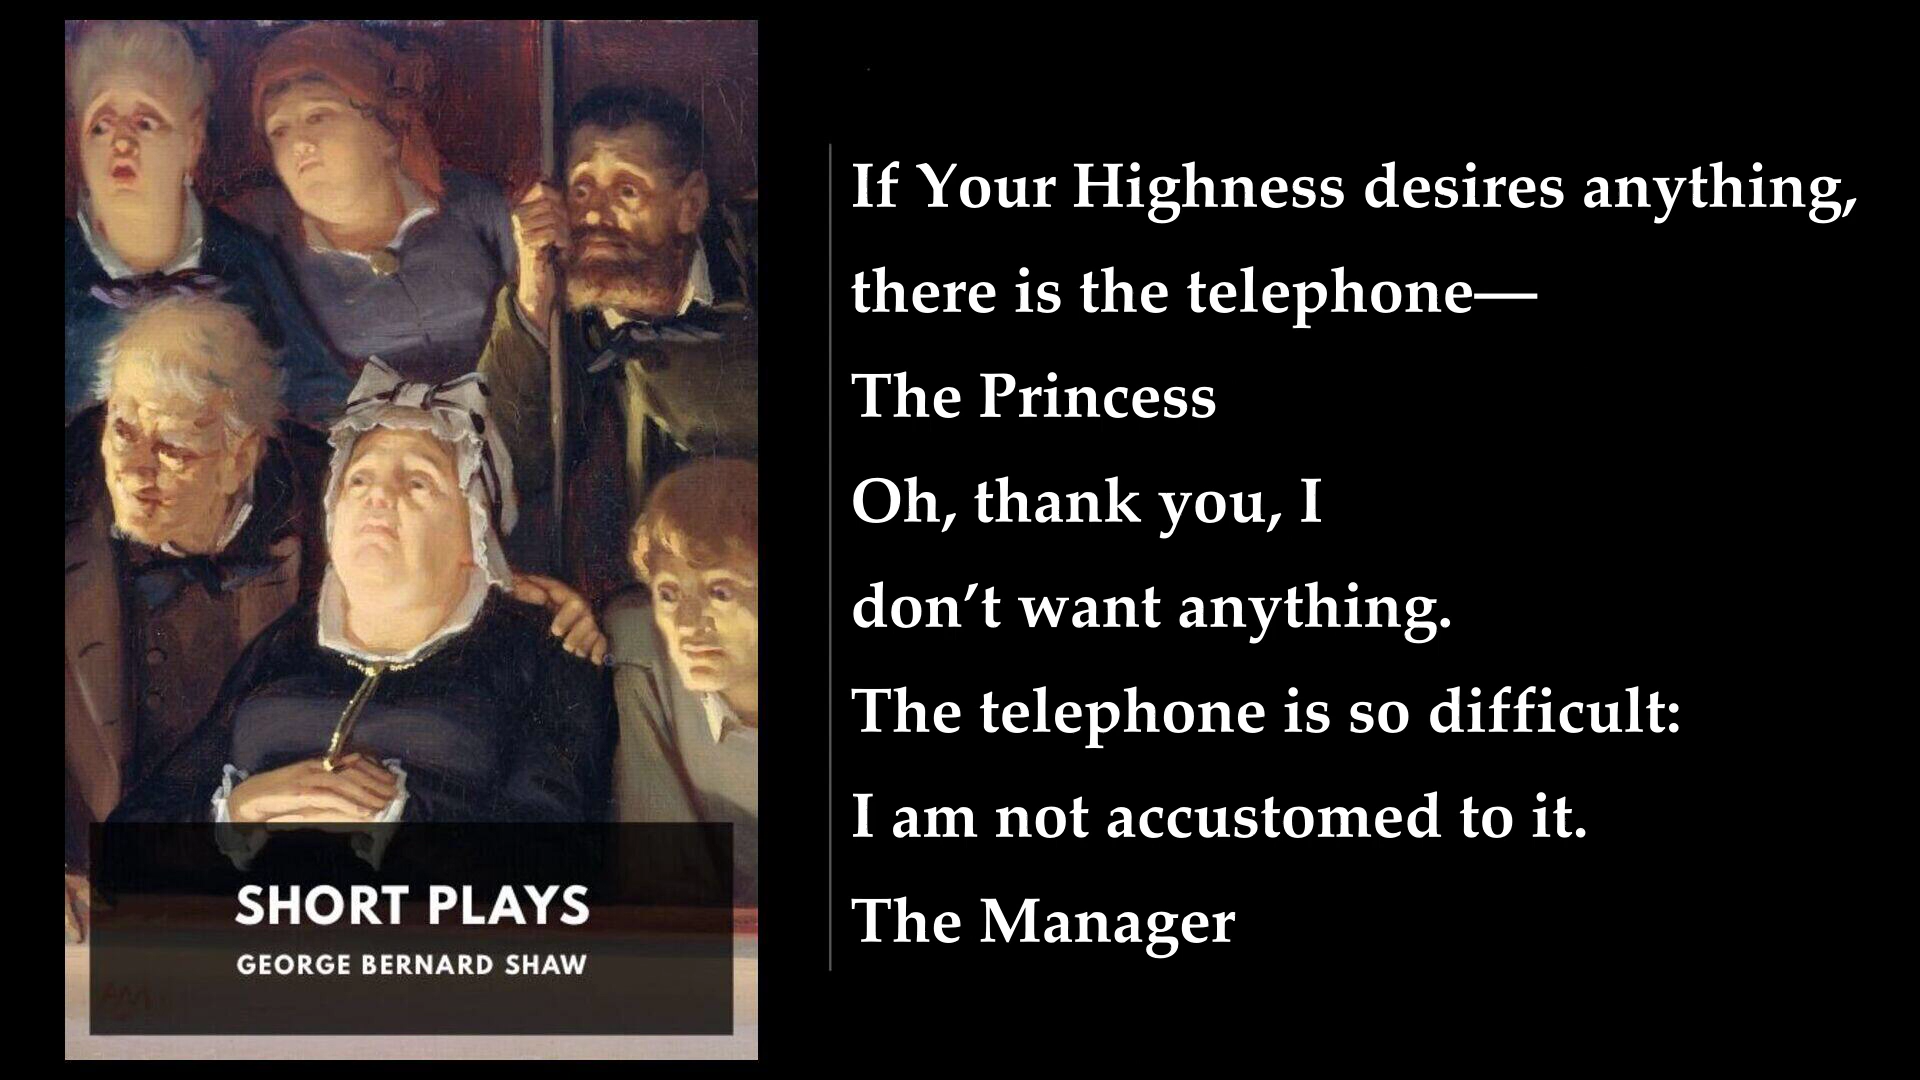 If Your Highness desires anything,
there is the telephone—
The Princess
Oh, thank you, I
don’t want anything.
The telephone is so difficult:
I am not accustomed to it.
The Manager
SHORT PLAYS
GEORGE BERNARD SHAW